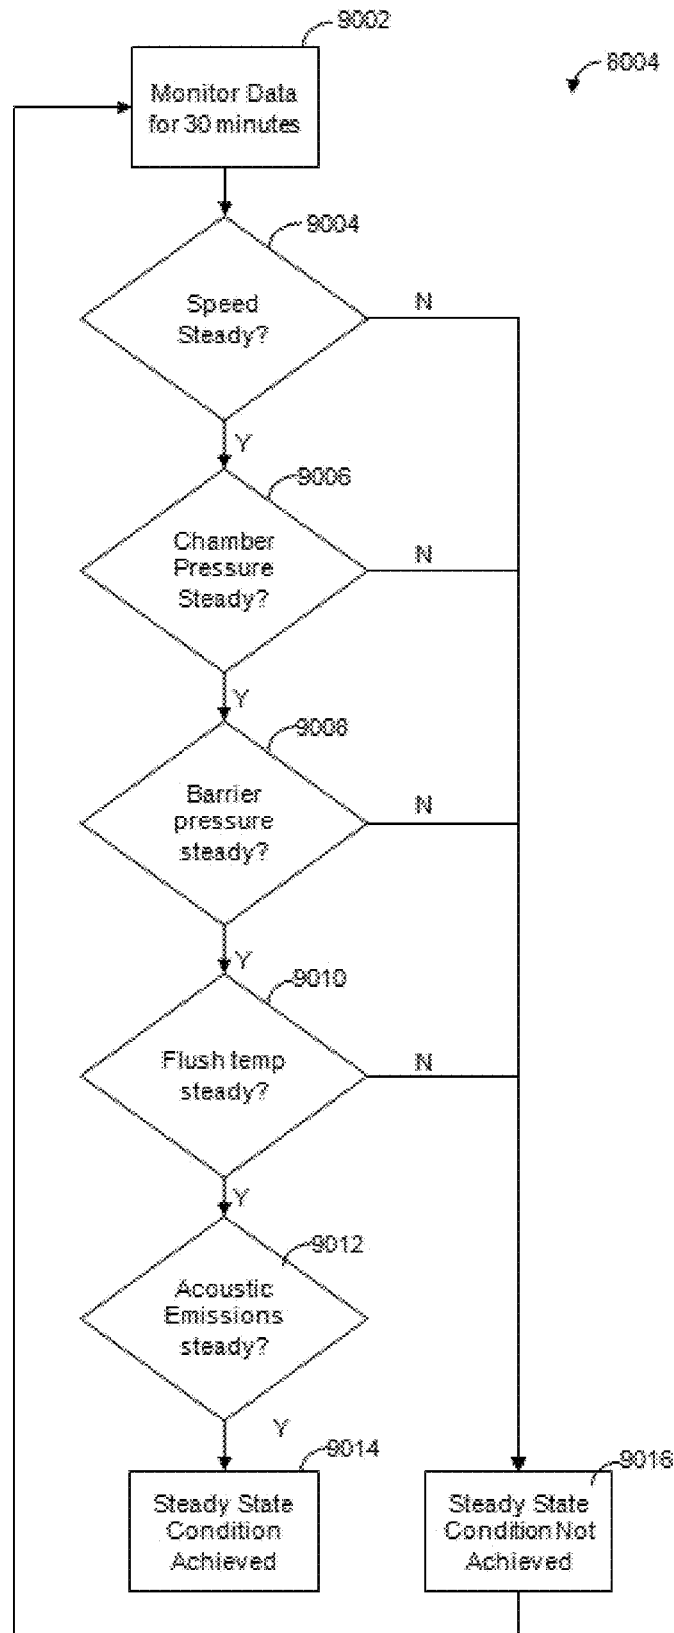 9002
8004
Monitor Data
for 30 minutes
9004
Speed
Steady?
N
Y
9006
Chamber
Pressure
Steady?
N
Y
9008
Barrier
pressure
steady?
N
Y
9010
Flush temp
steady?
N
Y
9012
Acoustic
Emissions
steady?
Y
9014
Steady State
Condition
Achieved
9016
Steady State
Condition Not
Achieved